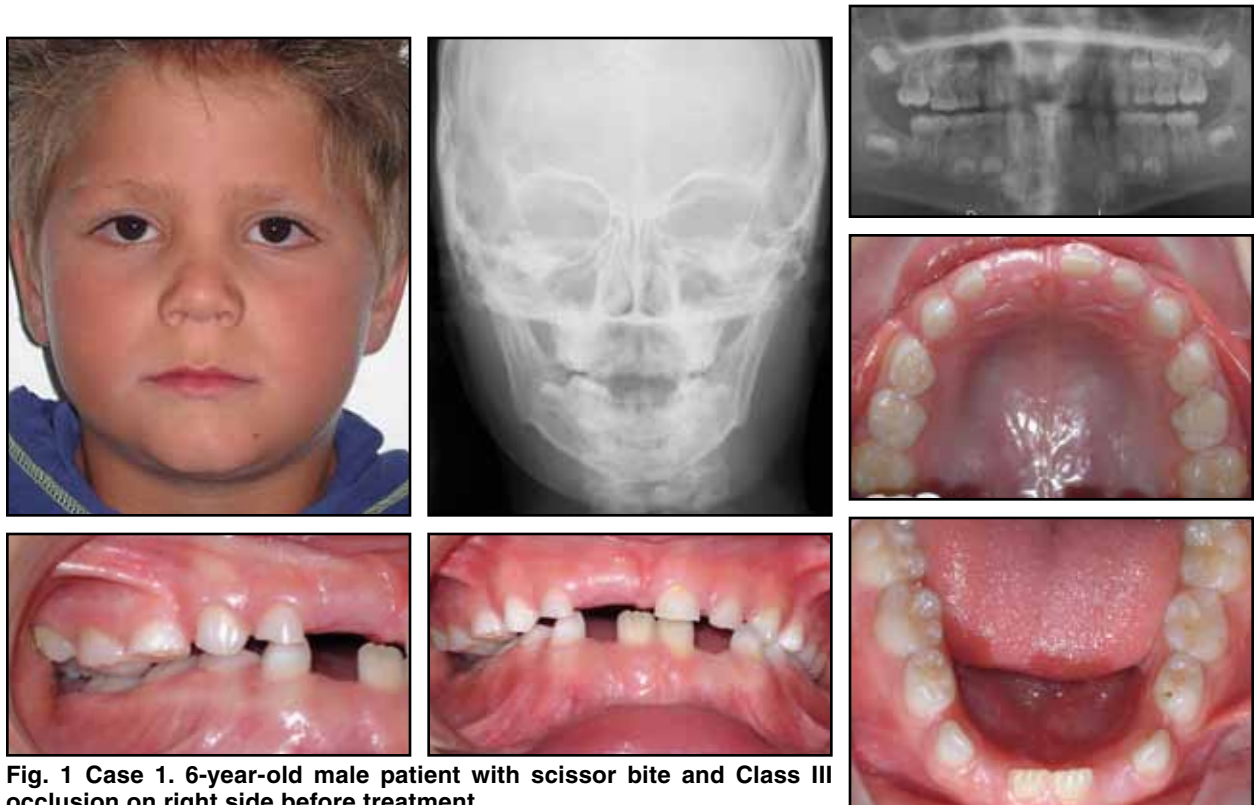 Fig. 1 Case 1. 6-year-old male patient with scissor bite and Class III
occlusion on right side before treatment.